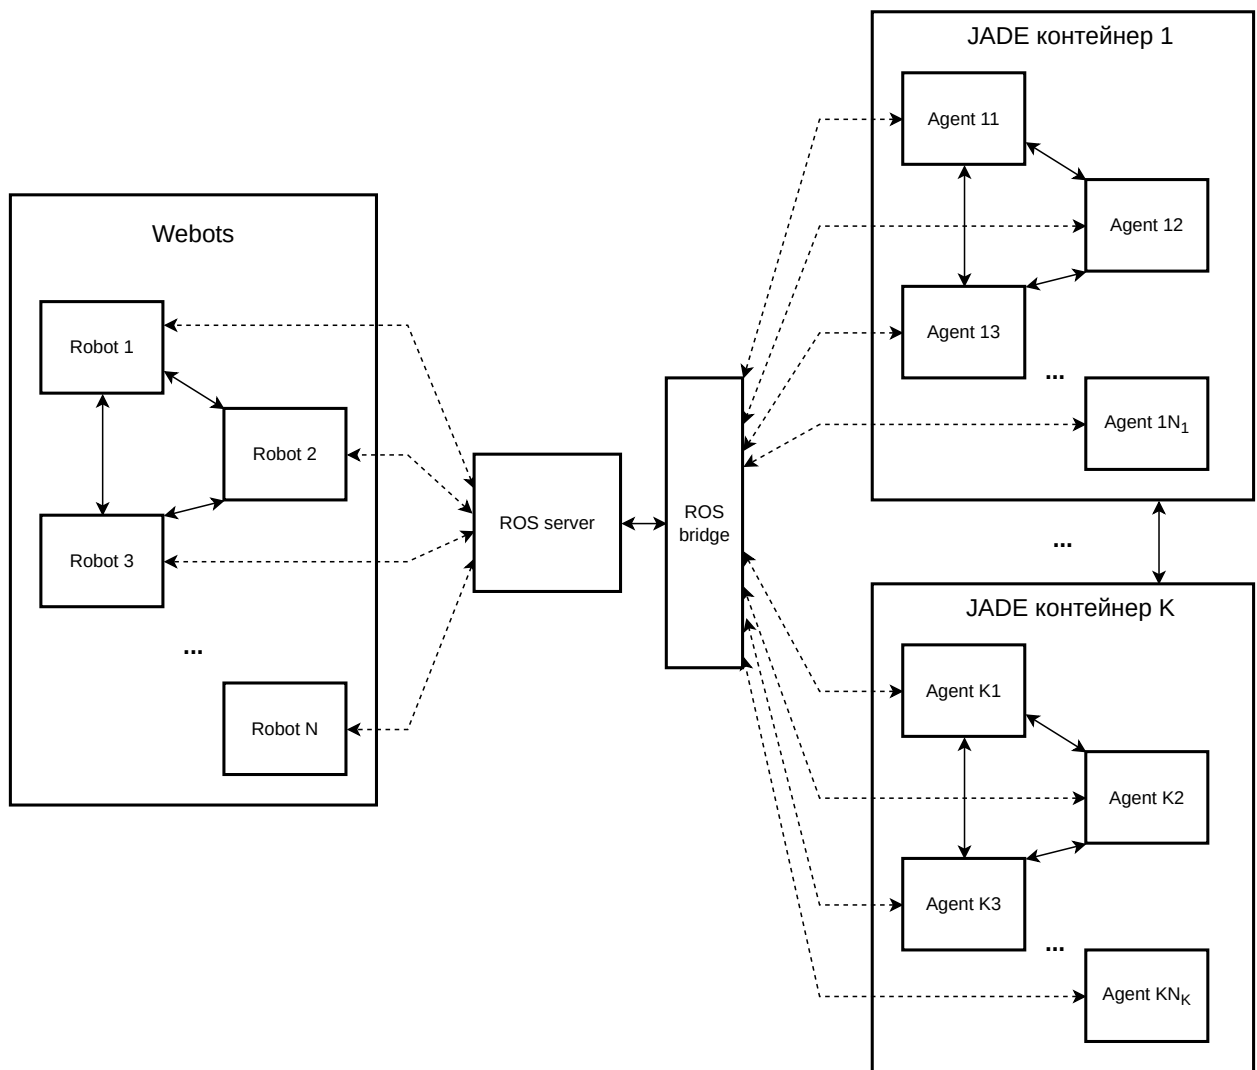 Webots
Robot 1
Robot 2
Robot 3
...
Robot N
ROS server
ROS
bridge
JADE контейнер 1
Agent 11
Agent 12
Agent 13
...
Agent 1N₁
...
JADE контейнер K
Agent K1
Agent K2
Agent K3
...
Agent KN_K